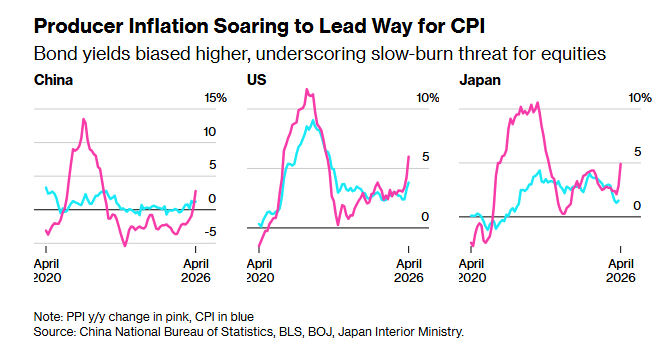 Producer Inflation Soaring to Lead Way for CPI
Bond yields biased higher, underscoring slow-burn threat for equities
China
US
Japan
15%
10
5
0
-5
10%
5
0
10%
5
0
April
2020
April
2026
April
2020
April
2026
April
2020
April
2026
Note: PPI y/y change in pink, CPI in blue
Source: China National Bureau of Statistics, BLS, BOJ, Japan Interior Ministry.